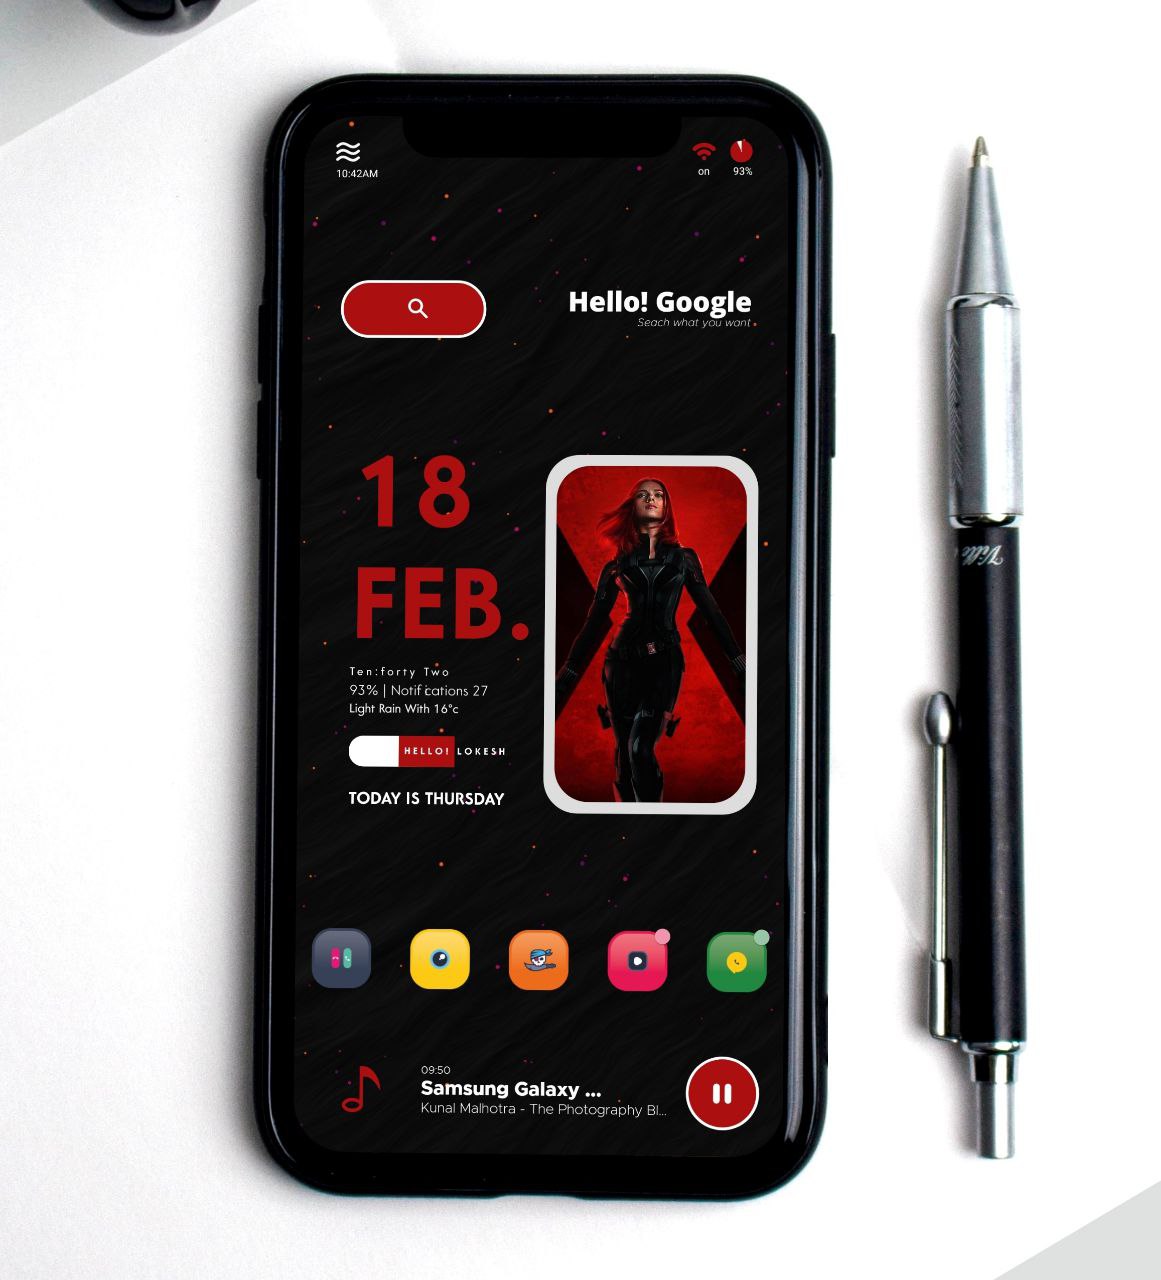 10:42AM
on
93%
Hello! Google
Seach what you want
18
FEB.
Ten:forty Two
93% | Notifications 27
Light Rain With 16°c
HELLO! LOKESH
TODAY IS THURSDAY
09:50
Samsung Galaxy ...
Kunal Malhotra - The Photography Bl...